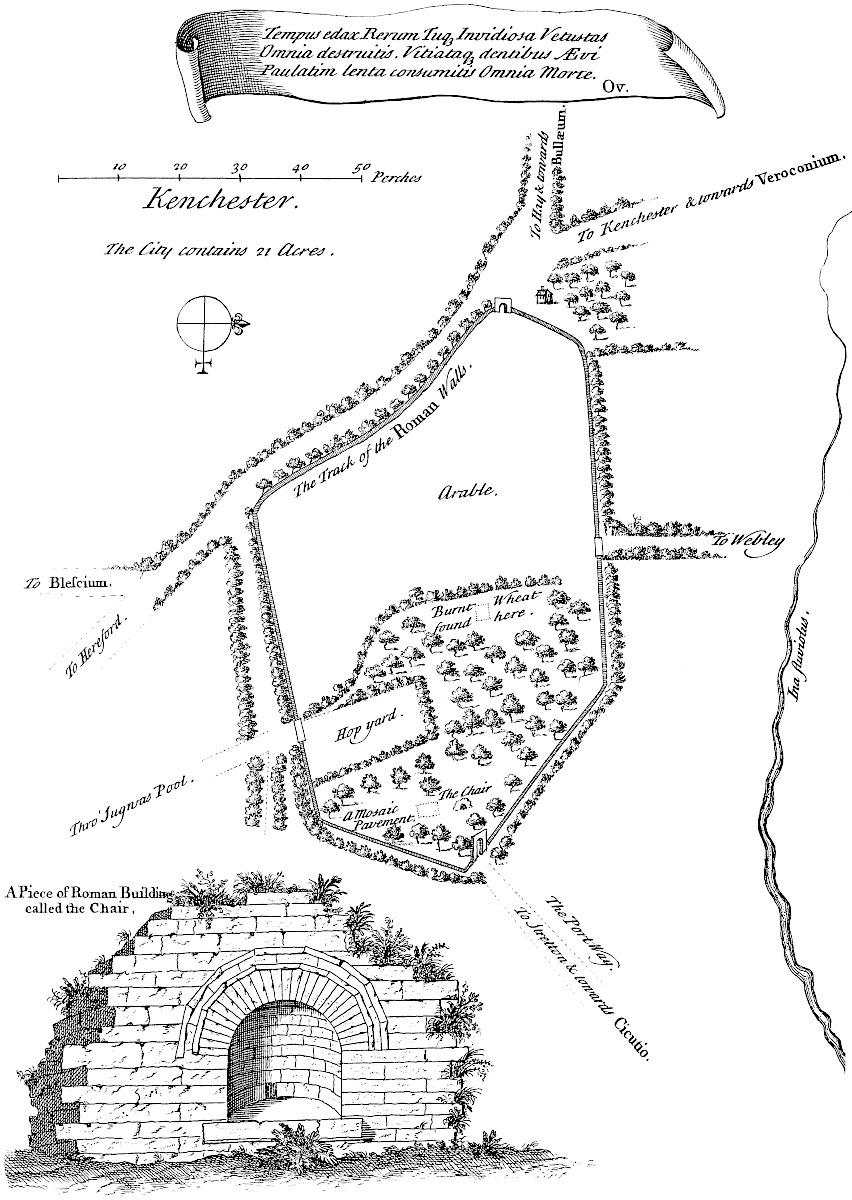 Tempus edax Rerum Tuq, Invidiosa Vetustas
Omnia destruitis. Vitiataq, dentibus Ævi
Paulatim lenta consumitis Omnia Morte.
Ov.
10 20 30 40 50 Perches
Kenchester.
The City contains 21 Acres.
To Hay & towards
Bullæum.
To Kenchester & towards Veroconium.
The Track of the Roman Walls.
Arable.
To Webley
To Bleſcium.
To Hereford.
Burnt Wheat
found here.
Ina fluvius.
Hop yard.
Thro' Sugwas Pool.
The Chair
A Mosaic
Pavement.
The Port Way.
To Stretton & towards Cicutio.
A Piece of Roman Building
called the Chair.